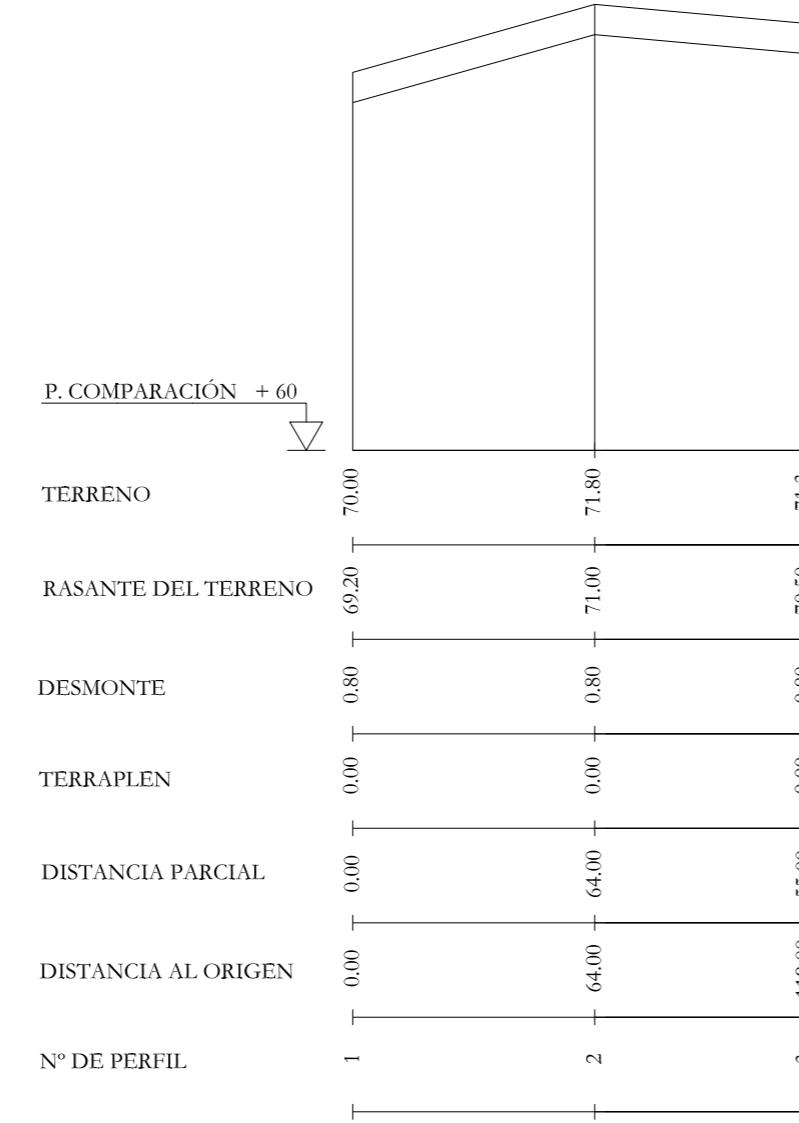 P. COMPARACIÓN + 60
TERRENO 70.00 71.80
RASANTE DEL TERRENO 69.20 71.00
DESMONTE 0.80 0.80
TERRAPLEN 0.00 0.00
DISTANCIA PARCIAL 0.00 64.00
DISTANCIA AL ORIGEN 0.00 64.00
Nº DE PERFIL 1 2